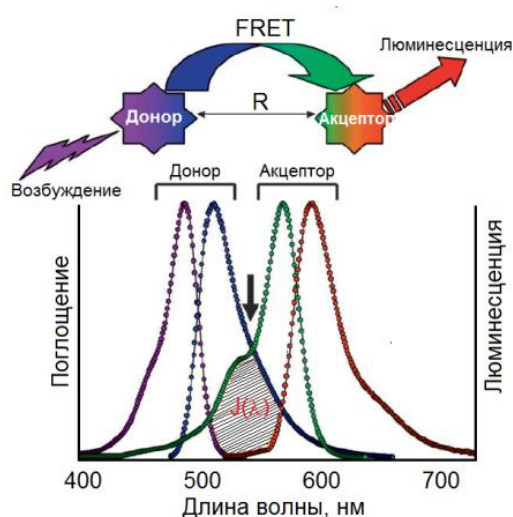 FRET
Люминесценция
Донор
R
Акцептор
Возбуждение
Донор
Акцептор
Поглощение
J(λ)
Люминесценция
400
500
600
700
Длина волны, нм